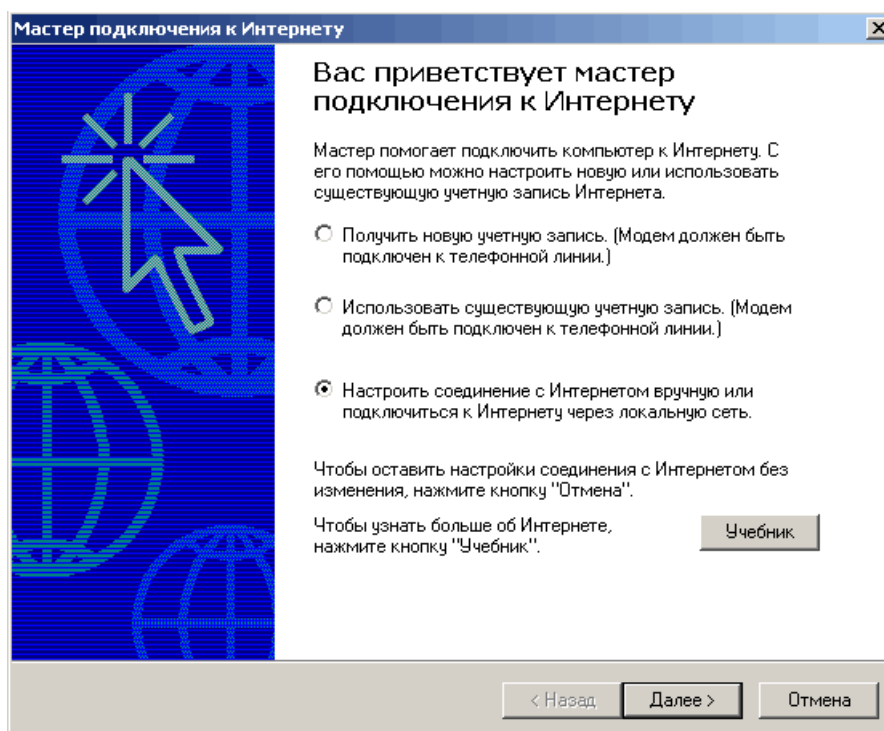 Мастер подключения к Интернету
Вас приветствует мастер
подключения к Интернету
Мастер помогает подключить компьютер к Интернету. С
его помощью можно настроить новую или использовать
существующую учетную запись Интернета.
Получить новую учетную запись. (Модем должен быть
подключен к телефонной линии.)
Использовать существующую учетную запись. (Модем
должен быть подключен к телефонной линии.)
Настроить соединение с Интернетом вручную или
подключиться к Интернету через локальную сеть.
Чтобы оставить настройки соединения с Интернетом без
изменения, нажмите кнопку "Отмена".
Чтобы узнать больше об Интернете,
нажмите кнопку "Учебник".
Учебник
< Назад
Далее >
Отмена